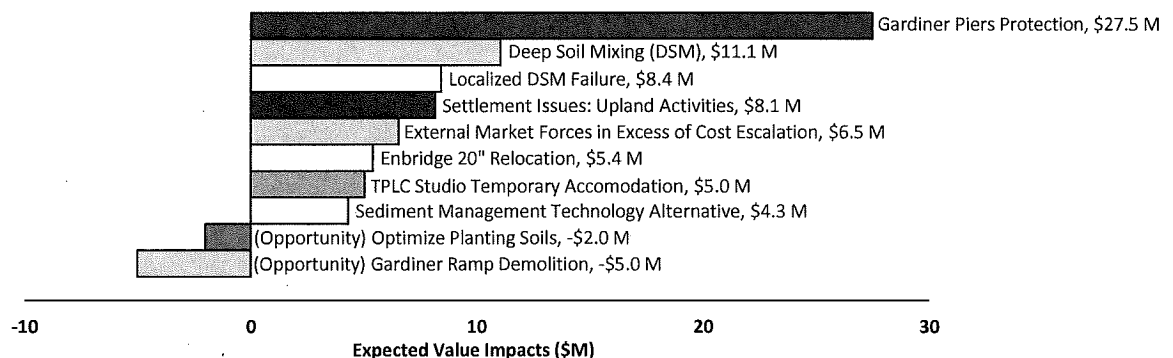 Gardiner Piers Protection, $27.5 M
Deep Soil Mixing (DSM), $11.1 M
Localized DSM Failure, $8.4 M
Settlement Issues: Upland Activities, $8.1 M
External Market Forces in Excess of Cost Escalation, $6.5 M
Enbridge 20" Relocation, $5.4 M
TPLC Studio Temporary Accomodation, $5.0 M
Sediment Management Technology Alternative, $4.3 M
(Opportunity) Optimize Planting Soils, -$2.0 M
(Opportunity) Gardiner Ramp Demolition, -$5.0 M
-10 0 10 20 30
Expected Value Impacts ($M)